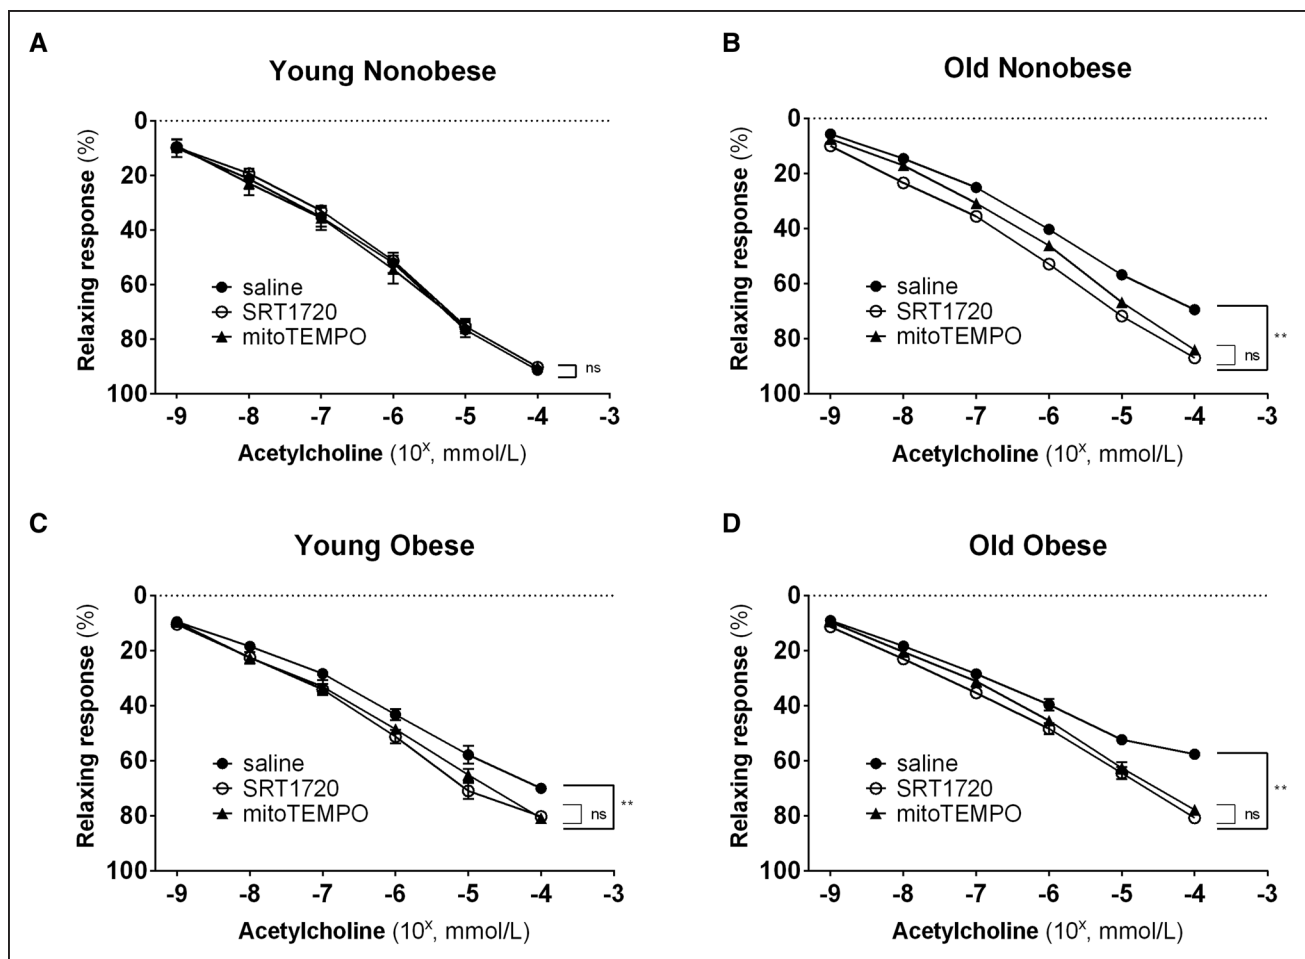 A
Young Nonobese
Relaxing response (%)
0
20
40
60
80
100
saline
SRT1720
mitoTEMPO
ns
-9 -8 -7 -6 -5 -4 -3
Acetylcholine (10^x, mmol/L)
B
Old Nonobese
Relaxing response (%)
0
20
40
60
80
100
saline
SRT1720
mitoTEMPO
ns
**
-9 -8 -7 -6 -5 -4 -3
Acetylcholine (10^x, mmol/L)
C
Young Obese
Relaxing response (%)
0
20
40
60
80
100
saline
SRT1720
mitoTEMPO
ns
**
-9 -8 -7 -6 -5 -4 -3
Acetylcholine (10^x, mmol/L)
D
Old Obese
Relaxing response (%)
0
20
40
60
80
100
saline
SRT1720
mitoTEMPO
ns
**
-9 -8 -7 -6 -5 -4 -3
Acetylcholine (10^x, mmol/L)